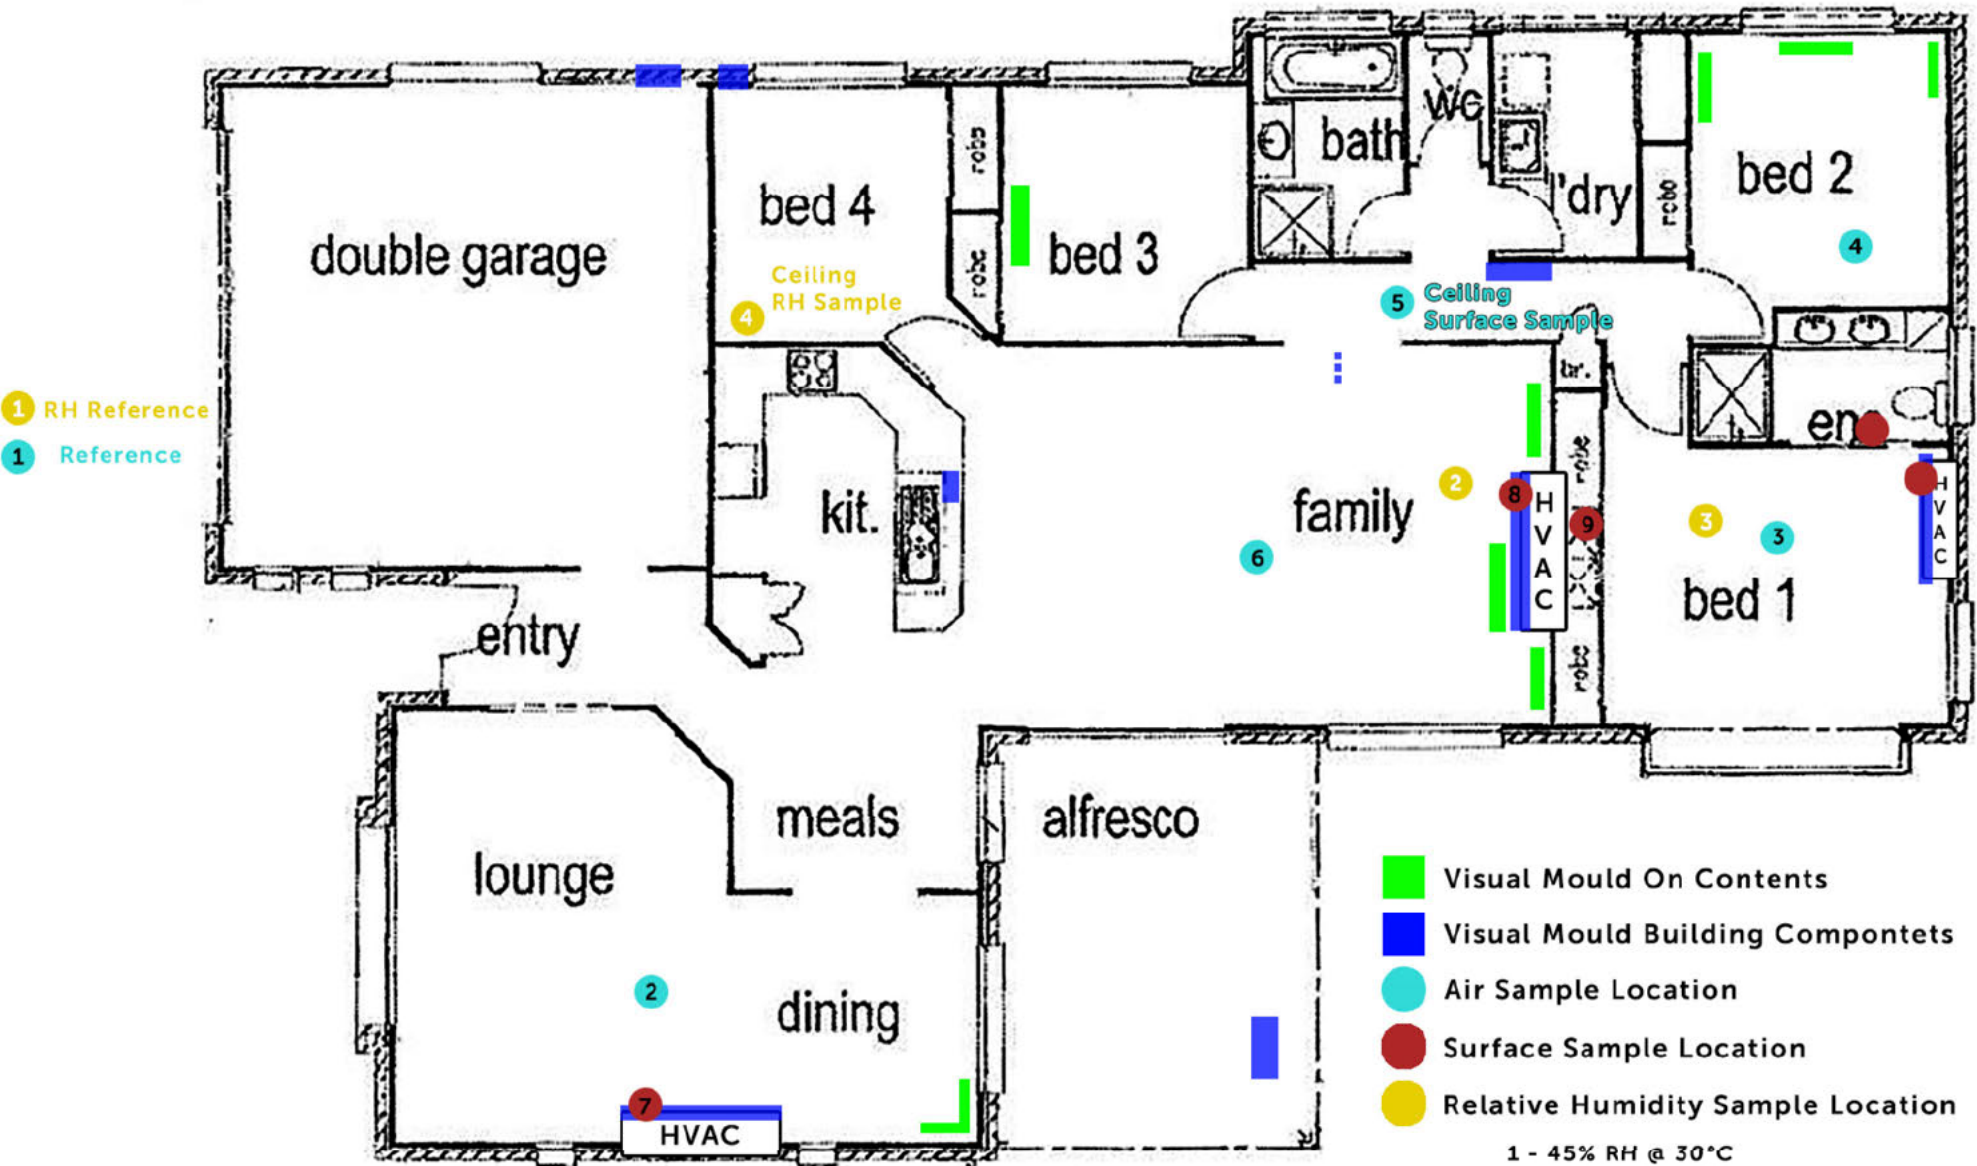 double garage
bed 4
robe
robe
bed 3
bath
wc
l'dry
robe
bed 2
4
Ceiling
RH Sample
4
5
Ceiling
Surface Sample
1 RH Reference
1 Reference
br.
ens
kit.
family
2
6
8
HVAC
9
robe
robe
3
3
HVAC
bed 1
entry
lounge
meals
alfresco
dining
2
7
HVAC
Visual Mould On Contents
Visual Mould Building Compontets
Air Sample Location
Surface Sample Location
Relative Humidity Sample Location
1 - 45% RH @ 30°C